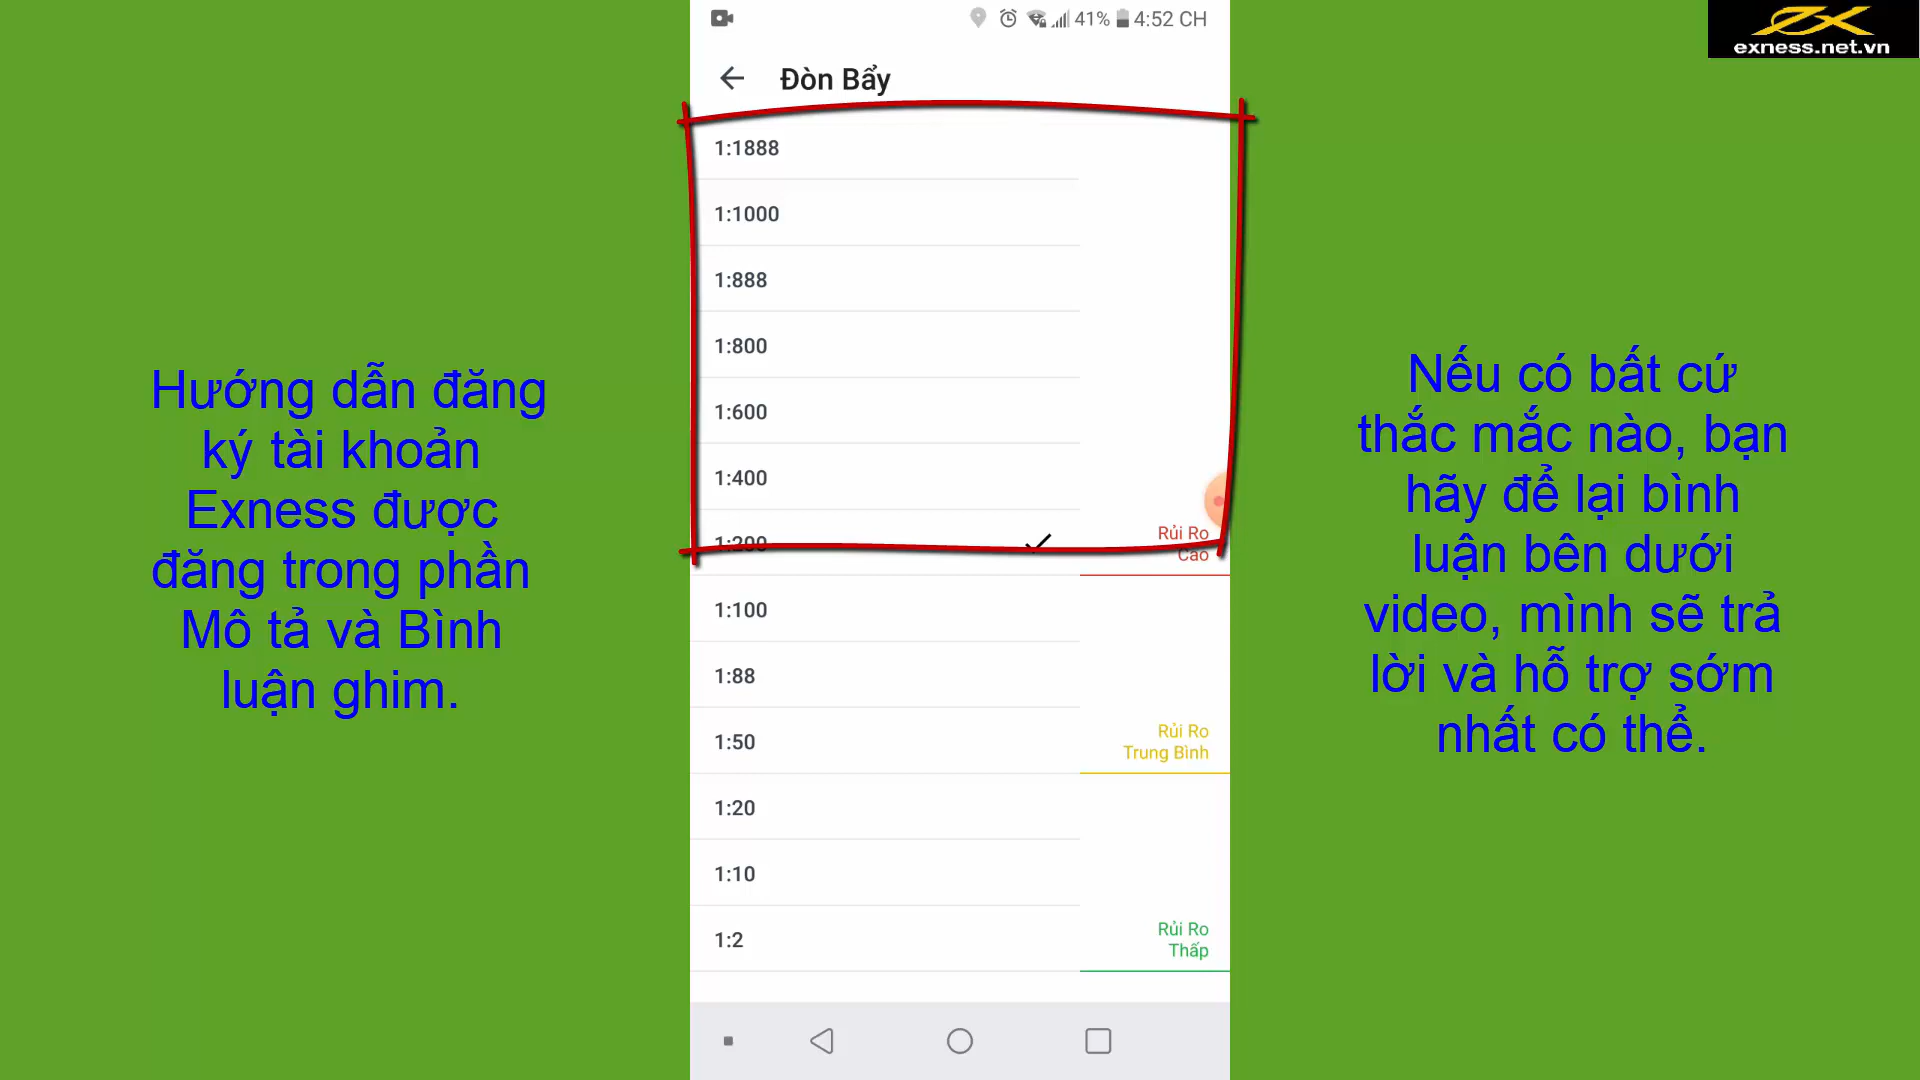 41% 4:52 CH
exness.net.vn
Đòn Bẩy
1:1888
1:1000
1:888
1:800
1:600
1:400
1:200
Rủi Ro
Cao
1:100
1:88
1:50
Rủi Ro
Trung Bình
1:20
1:10
1:2
Rủi Ro
Thấp
Hướng dẫn đăng
ký tài khoản
Exness được
đăng trong phần
Mô tả và Bình
luận ghim.
Nếu có bất cứ
thắc mắc nào, bạn
hãy để lại bình
luận bên dưới
video, mình sẽ trả
lời và hỗ trợ sớm
nhất có thể.